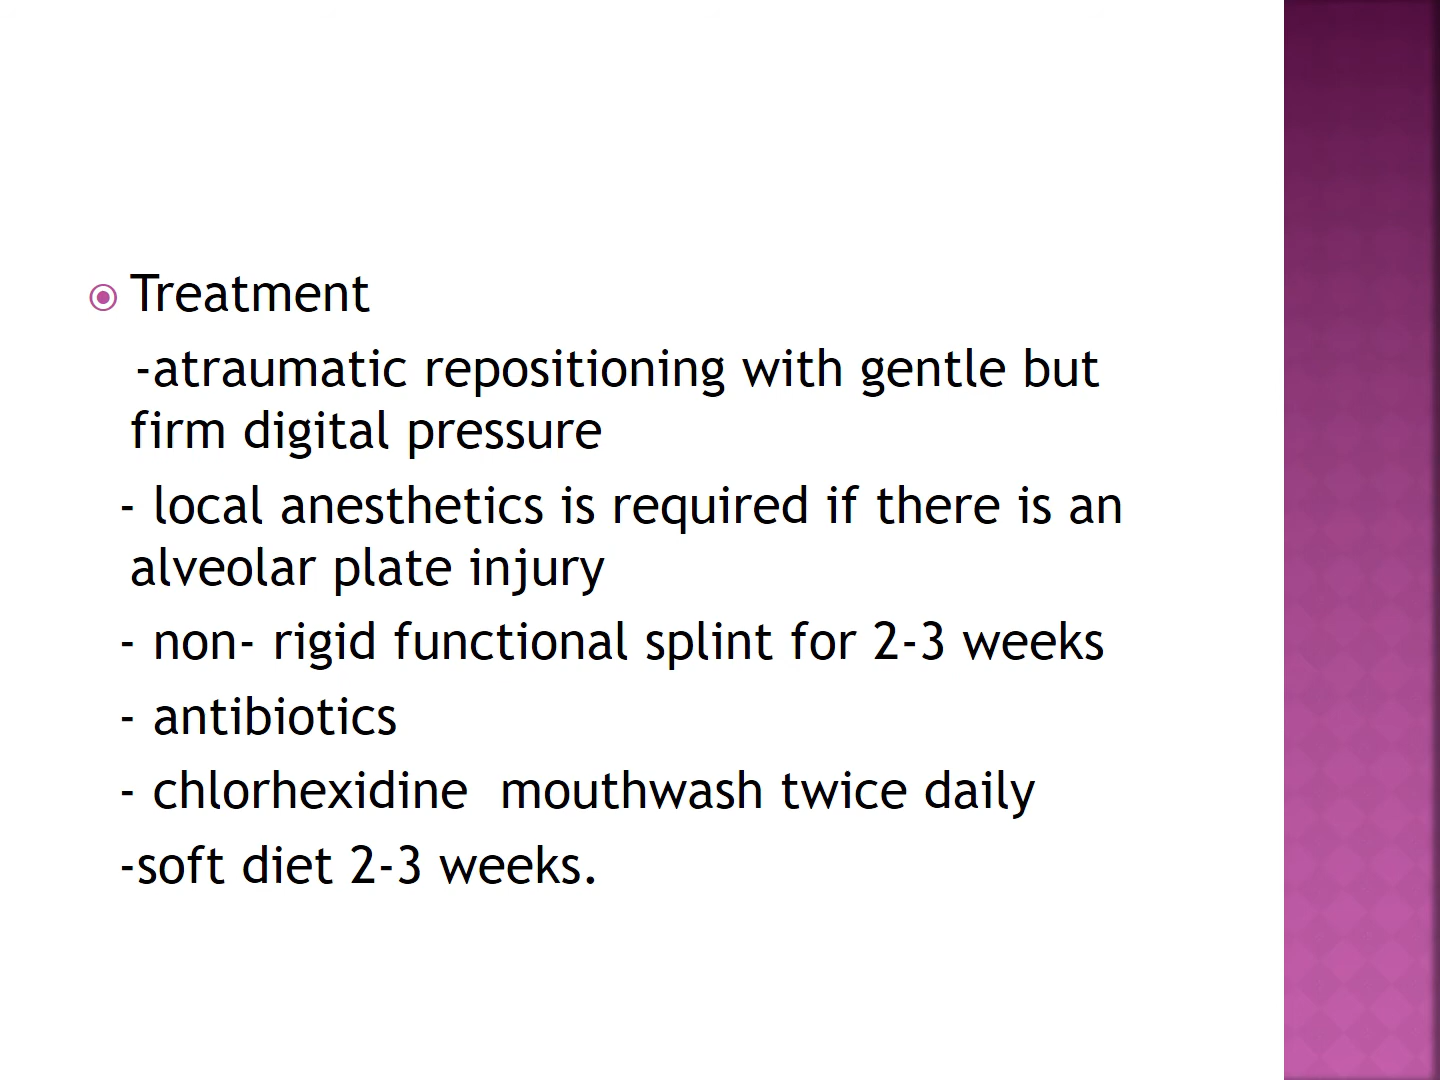 Treatment
-atraumatic repositioning with gentle but
firm digital pressure
- local anesthetics is required if there is an
alveolar plate injury
- non- rigid functional splint for 2-3 weeks
- antibiotics
- chlorhexidine  mouthwash twice daily
-soft diet 2-3 weeks.